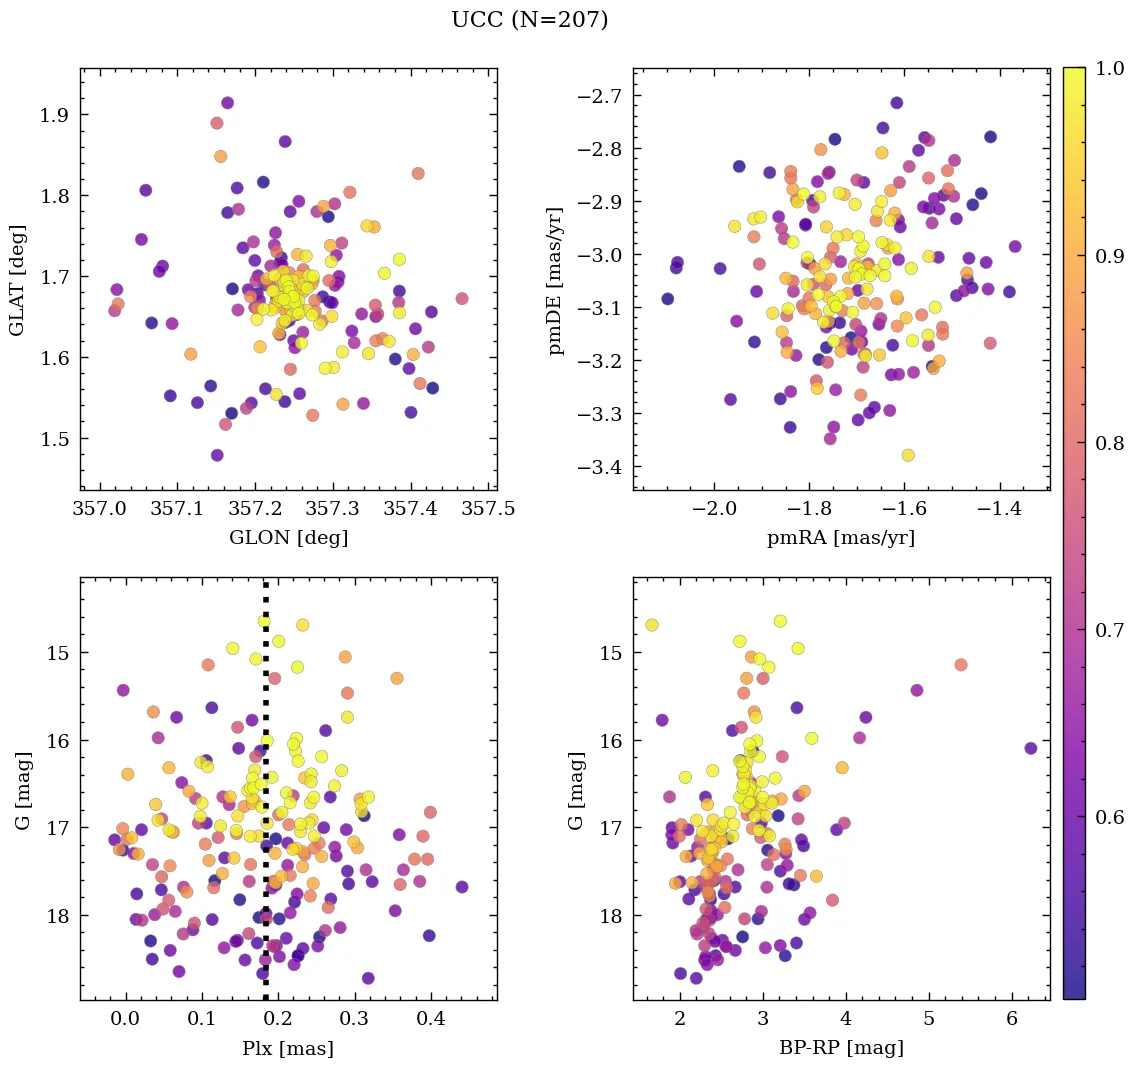 UCC (N=207)
1.9
1.8
1.7
1.6
1.5
GLAT [deg]
357.0 357.1 357.2 357.3 357.4 357.5
GLON [deg]
−2.7
−2.8
−2.9
−3.0
−3.1
−3.2
−3.3
−3.4
pmDE [mas/yr]
−2.0 −1.8 −1.6 −1.4
pmRA [mas/yr]
1.0
0.9
0.8
0.7
0.6
15
16
17
18
G [mag]
0.0 0.1 0.2 0.3 0.4
Plx [mas]
15
16
17
18
G [mag]
2 3 4 5 6
BP-RP [mag]